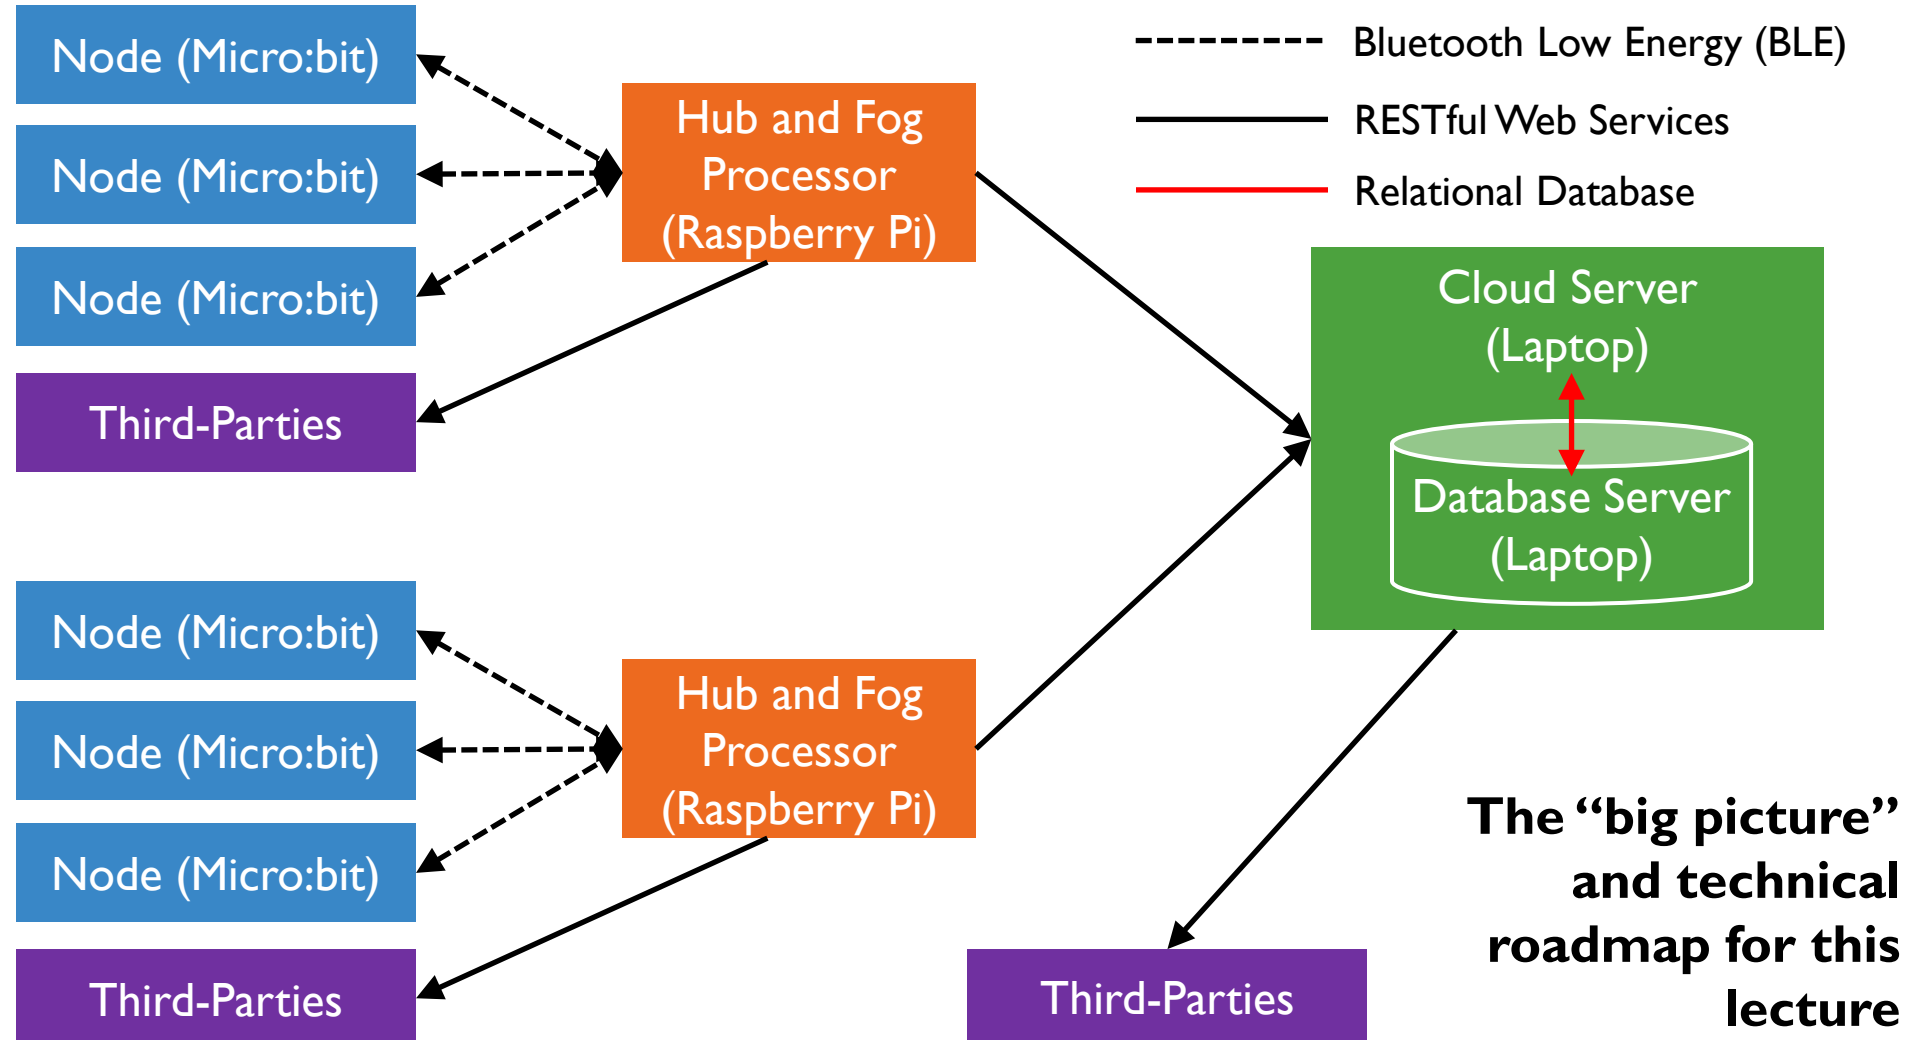 Node (Micro:bit)
Node (Micro:bit)
Node (Micro:bit)
Third-Parties
Hub and Fog
Processor
(Raspberry Pi)
Bluetooth Low Energy (BLE)
RESTful Web Services
Relational Database
Cloud Server
(Laptop)
Database Server
(Laptop)
Node (Micro:bit)
Node (Micro:bit)
Node (Micro:bit)
Third-Parties
Hub and Fog
Processor
(Raspberry Pi)
Third-Parties
The “big picture”
and technical
roadmap for this
lecture